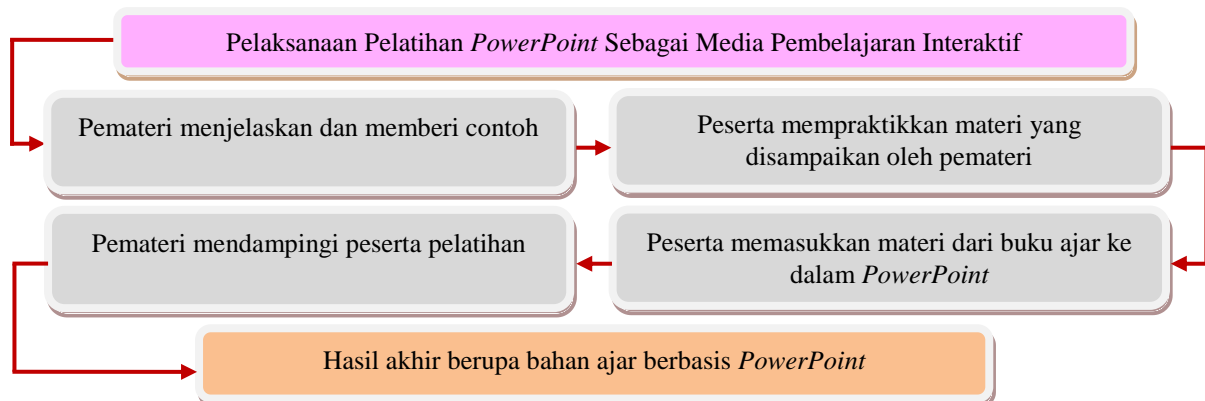 Pelaksanaan Pelatihan PowerPoint Sebagai Media Pembelajaran Interaktif
Pemateri menjelaskan dan memberi contoh
Peserta mempraktikkan materi yang
disampaikan oleh pemateri
Peserta memasukkan materi dari buku ajar ke
dalam PowerPoint
Pemateri mendampingi peserta pelatihan
Hasil akhir berupa bahan ajar berbasis PowerPoint